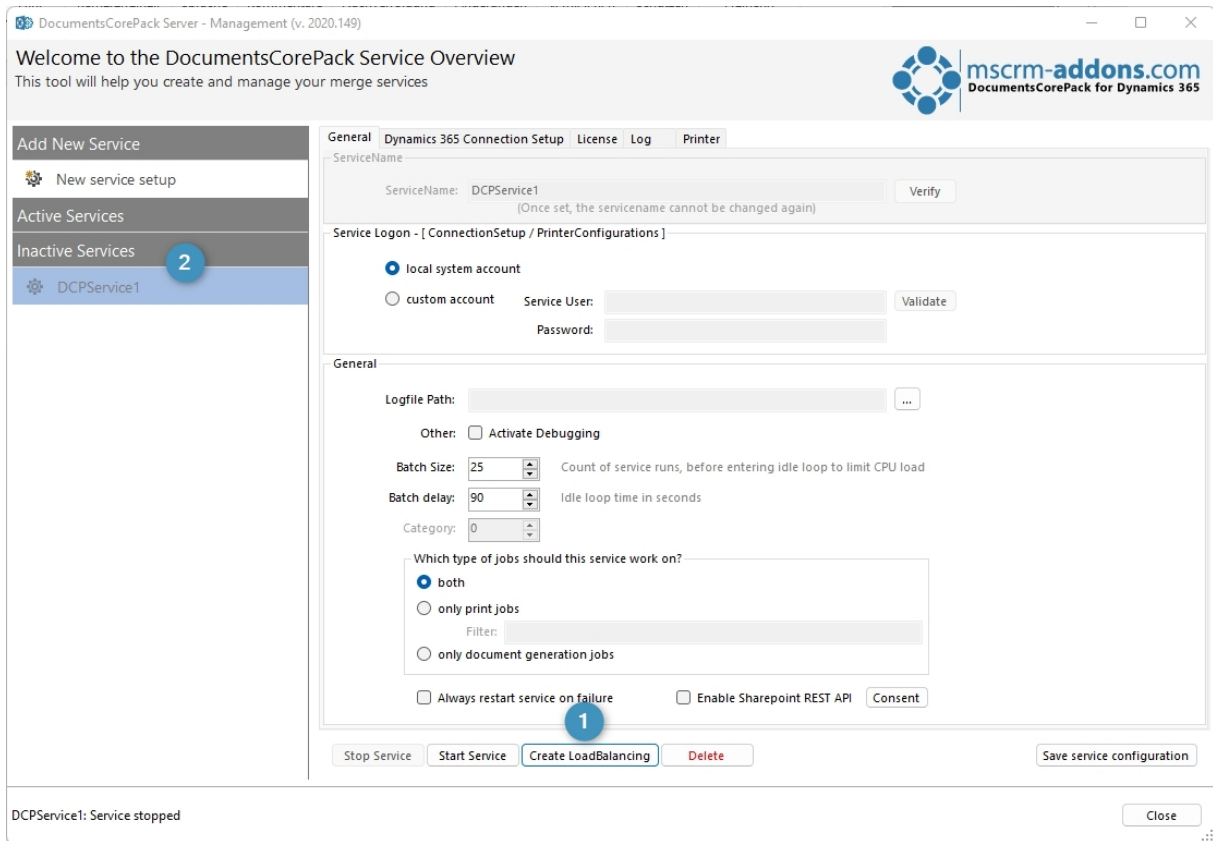 DocumentsCorePack Server - Management (v. 2020.149)
Welcome to the DocumentsCorePack Service Overview
This tool will help you create and manage your merge services
mscrm-addons.com
DocumentsCorePack for Dynamics 365
Add New Service
New service setup
Active Services
Inactive Services
2
DCPService1
General Dynamics 365 Connection Setup License Log Printer
ServiceName
ServiceName: DCPService1 Verify
(Once set, the servicename cannot be changed again)
Service Logon - [ ConnectionSetup / PrinterConfigurations ]
local system account
custom account Service User: Validate
Password:
General
Logfile Path: ...
Other: Activate Debugging
Batch Size: 25 Count of service runs, before entering idle loop to limit CPU load
Batch delay: 90 Idle loop time in seconds
Category: 0
Which type of jobs should this service work on?
both
only print jobs
Filter:
only document generation jobs
Always restart service on failure Enable Sharepoint REST API Consent
1
Stop Service Start Service Create LoadBalancing Delete Save service configuration
DCPService1: Service stopped Close